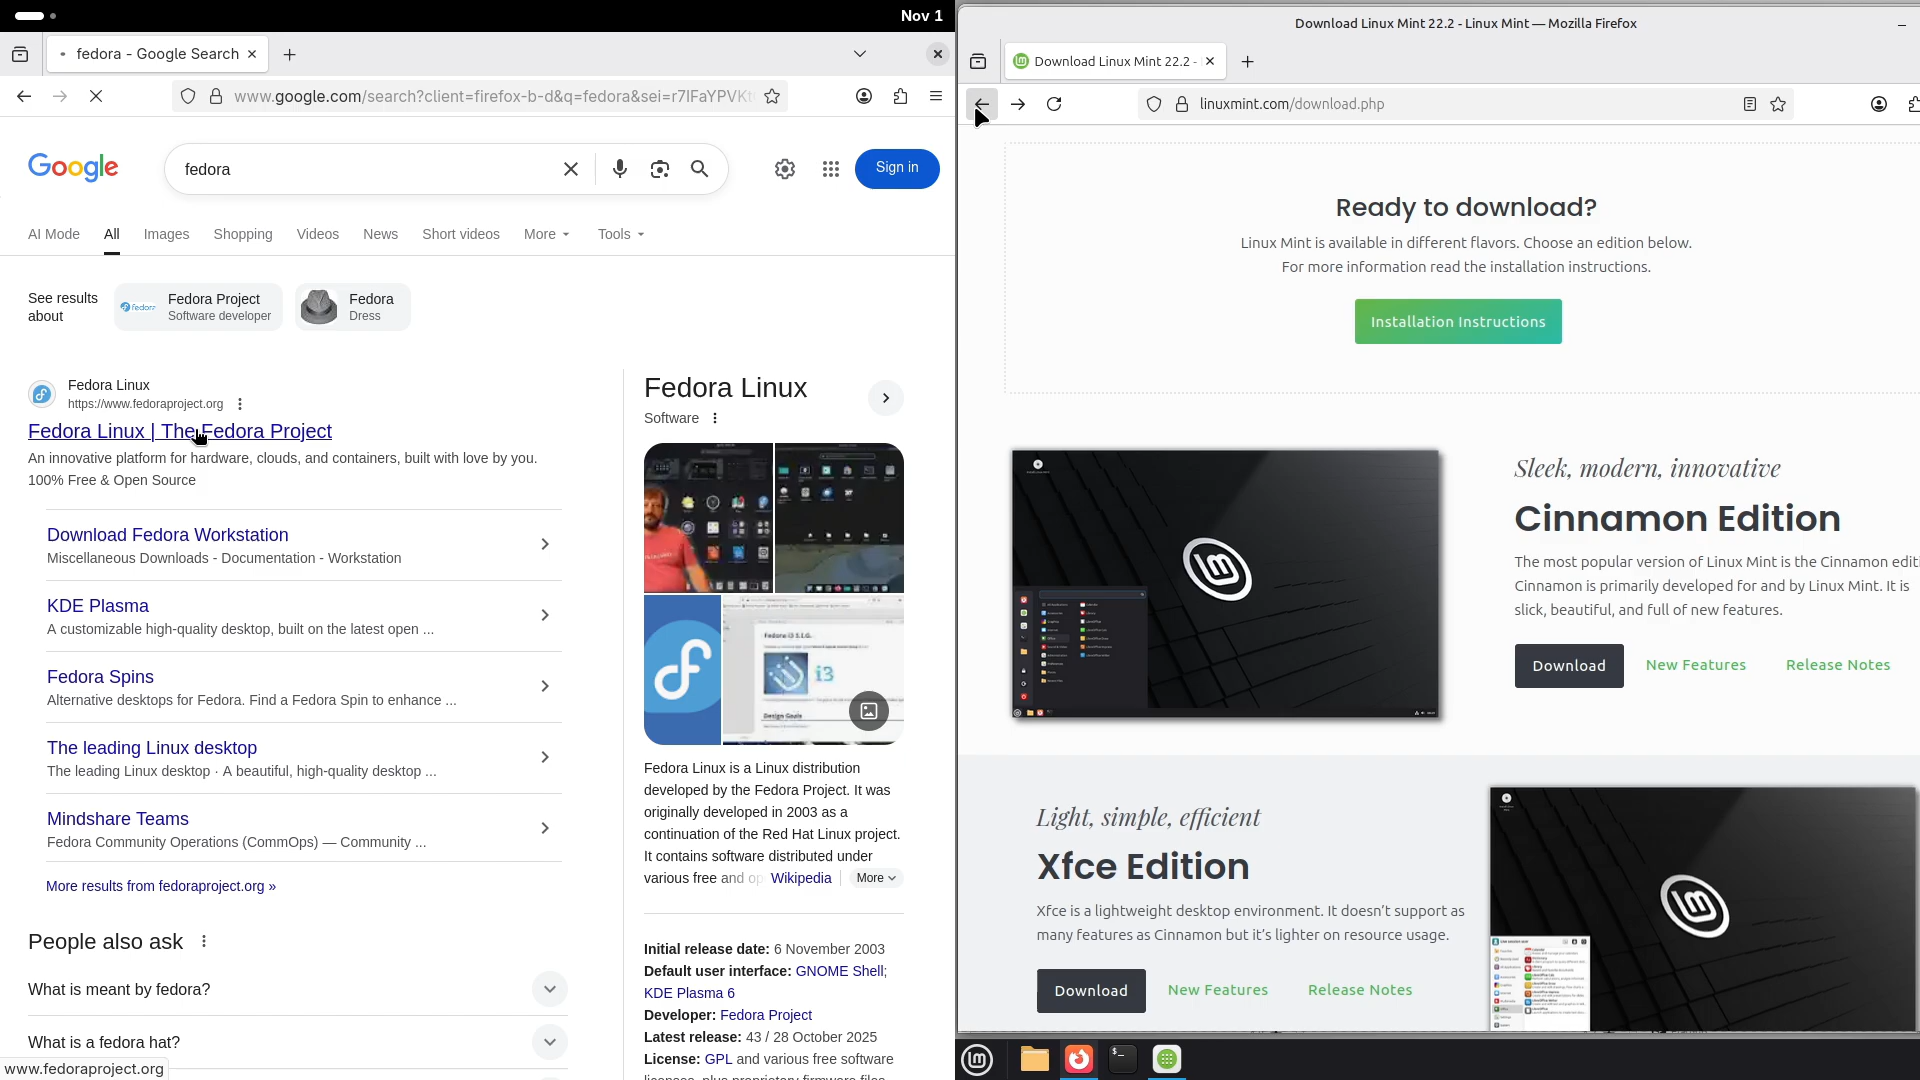 Nov 1
fedora - Google Search
www.google.com/search?client=firefox-b-d&q=fedora&sei=r7IFaYPVKt
Google
fedora
Sign in
AI Mode
All
Images
Shopping
Videos
News
Short videos
More
Tools
See results
about
Fedora Project
Software developer
Fedora
Dress
Fedora Linux
https://www.fedoraproject.org
Fedora Linux | The Fedora Project
An innovative platform for hardware, clouds, and containers, built with love by you.
100% Free & Open Source
Download Fedora Workstation
Miscellaneous Downloads - Documentation - Workstation
KDE Plasma
A customizable high-quality desktop, built on the latest open ...
Fedora Spins
Alternative desktops for Fedora. Find a Fedora Spin to enhance ...
The leading Linux desktop
The leading Linux desktop · A beautiful, high-quality desktop ...
Mindshare Teams
Fedora Community Operations (CommOps) — Community ...
More results from fedoraproject.org »
People also ask
What is meant by fedora?
What is a fedora hat?
www.fedoraproject.org
Fedora Linux
Software
Fedora i3 S.I.G.
i3
Design Goals
Fedora Linux is a Linux distribution
developed by the Fedora Project. It was
originally developed in 2003 as a
continuation of the Red Hat Linux project.
It contains software distributed under
various free and op Wikipedia More
Initial release date: 6 November 2003
Default user interface: GNOME Shell;
KDE Plasma 6
Developer: Fedora Project
Latest release: 43 / 28 October 2025
License: GPL and various free software
licenses, plus proprietary firmware files
Download Linux Mint 22.2 - Linux Mint — Mozilla Firefox
Download Linux Mint 22.2 -
linuxmint.com/download.php
Ready to download?
Linux Mint is available in different flavors. Choose an edition below.
For more information read the installation instructions.
Installation Instructions
Sleek, modern, innovative
Cinnamon Edition
The most popular version of Linux Mint is the Cinnamon editi
Cinnamon is primarily developed for and by Linux Mint. It is
slick, beautiful, and full of new features.
Download
New Features
Release Notes
Light, simple, efficient
Xfce Edition
Xfce is a lightweight desktop environment. It doesn't support as
many features as Cinnamon but it's lighter on resource usage.
Download
New Features
Release Notes